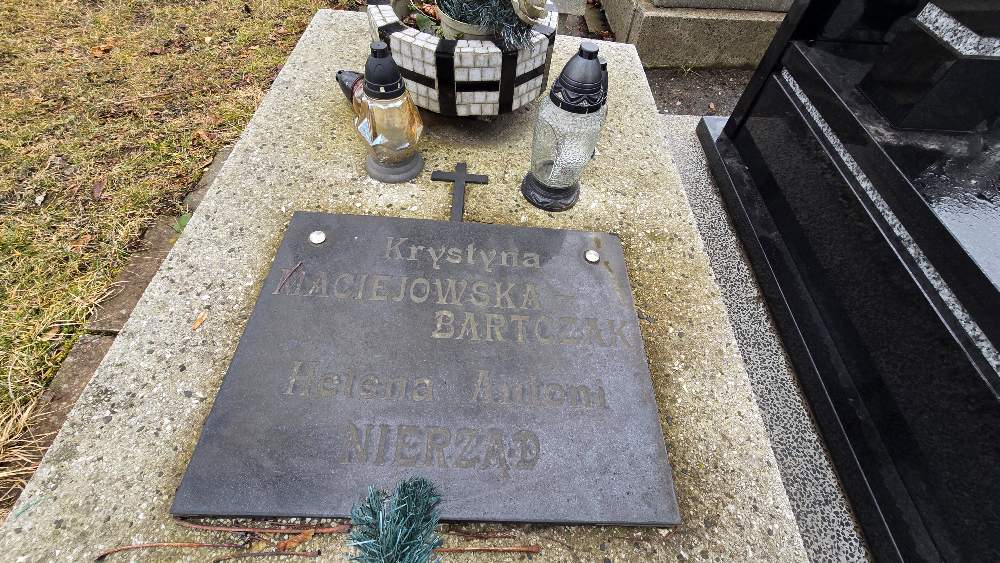 Krystyna
MACIEJOWSKA-
BARTCZAK
Helena Antoni
NIERZĄD